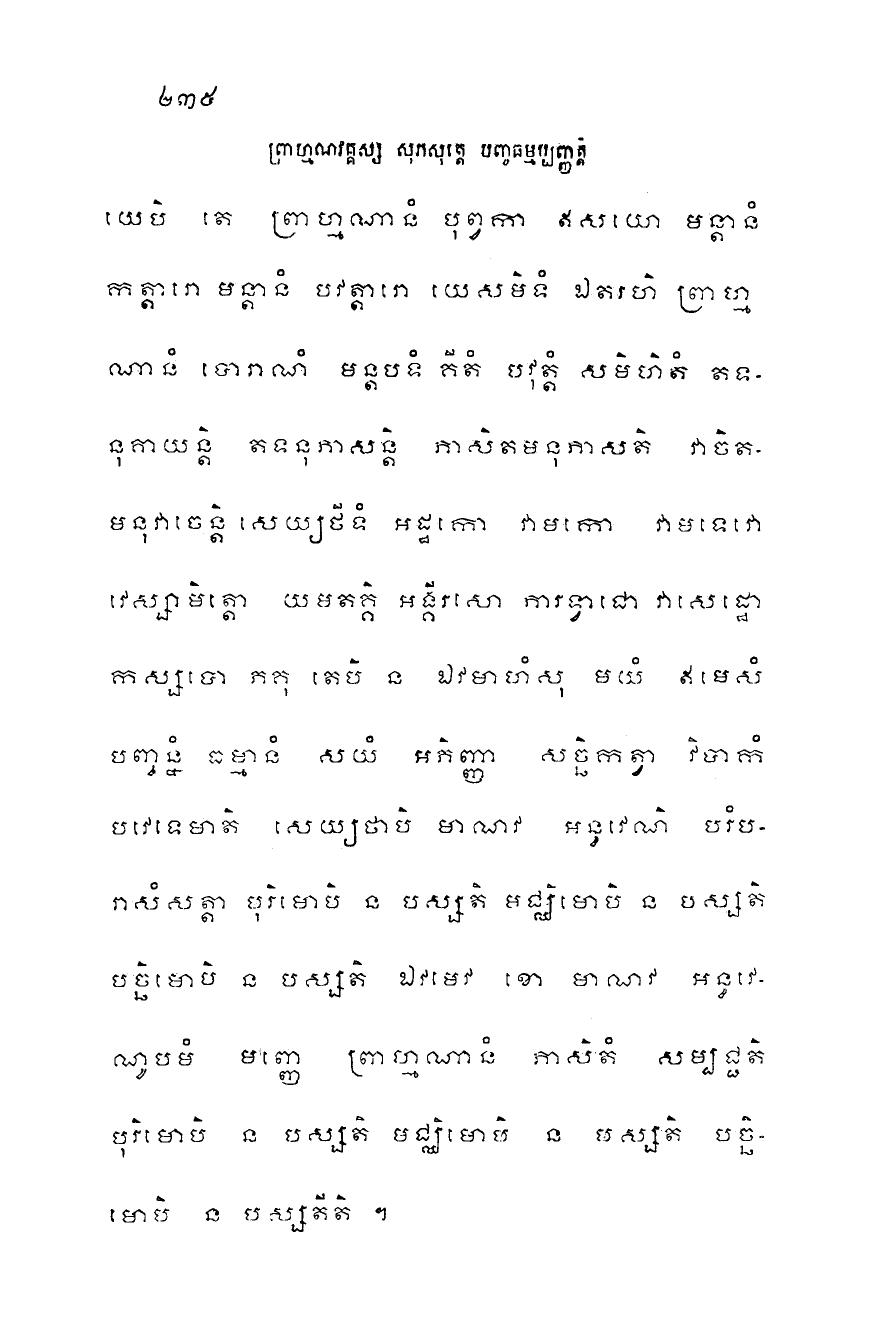 ២៣៥
ព្រាហ្មណវគ្គស្ស សុភសុត្តេ បញ្ចធម្មប្បញ្ញត្តិ
យេបិ តេ ព្រាហ្មណានំ បុព្វកា ឥសយោ មន្តានំ
កត្តារោ មន្តានំ បវត្តារោ យេសមិទំ ឯតរហិ ព្រាហ្ម
ណានំ បោរាណំ មន្តបទំ គីតំ បវុត្តំ សមិហិតំ តទ-
នុគាយន្តិ តទនុភាសន្តិ ភាសិតមនុភាសតិ វាចិត-
មនុវាចេន្តិ សេយ្យថីទំ អដ្ឋកោ វាមកោ វាមទេវោ
វេស្សាមិត្តោ យមតគ្គិ អង្គីរសោ ភារទ្វាជោ វាសេដ្ឋោ
កស្សបោ ភគុ តេបិ ន ឯវមាហំសុ មយំ ឥមេសំ
បញ្ចន្នំ ធម្មានំ សយំ អភិញ្ញា សច្ឆិកត្វា វិបាកំ
បវេទេមាតិ សេយ្យថាបិ មាណវ អន្ធវេណិ បរំប-
រាសំសត្តា បុរិមោបិ ន បស្សតិ មជ្ឈិមោបិ ន បស្សតិ
បច្ឆិមោបិ ន បស្សតិ ឯវមេវ ខោ មាណវ អន្ធវេ-
ណូបមំ មញ្ញេ ព្រាហ្មណានំ ភាសិតំ សម្បជ្ជតិ
បុរិមោបិ ន បស្សតិ មជ្ឈិមោបិ ន បស្សតិ បច្ឆិ-
មោបិ ន បស្សតីតិ ។